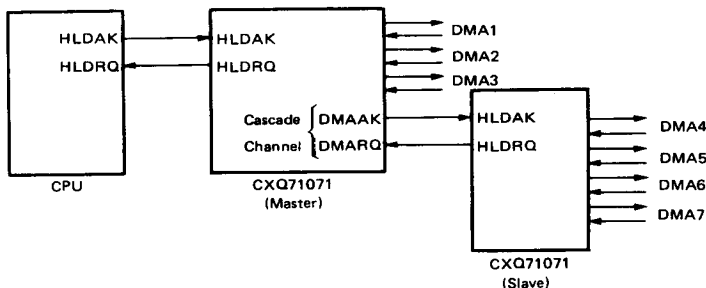 HLDAK
HLDRQ
CPU
HLDAK
HLDRQ
Cascade
Channel
DMAAK
DMARQ
CXQ71071
(Master)
DMA1
DMA2
DMA3
HLDAK
HLDRQ
CXQ71071
(Slave)
DMA4
DMA5
DMA6
DMA7